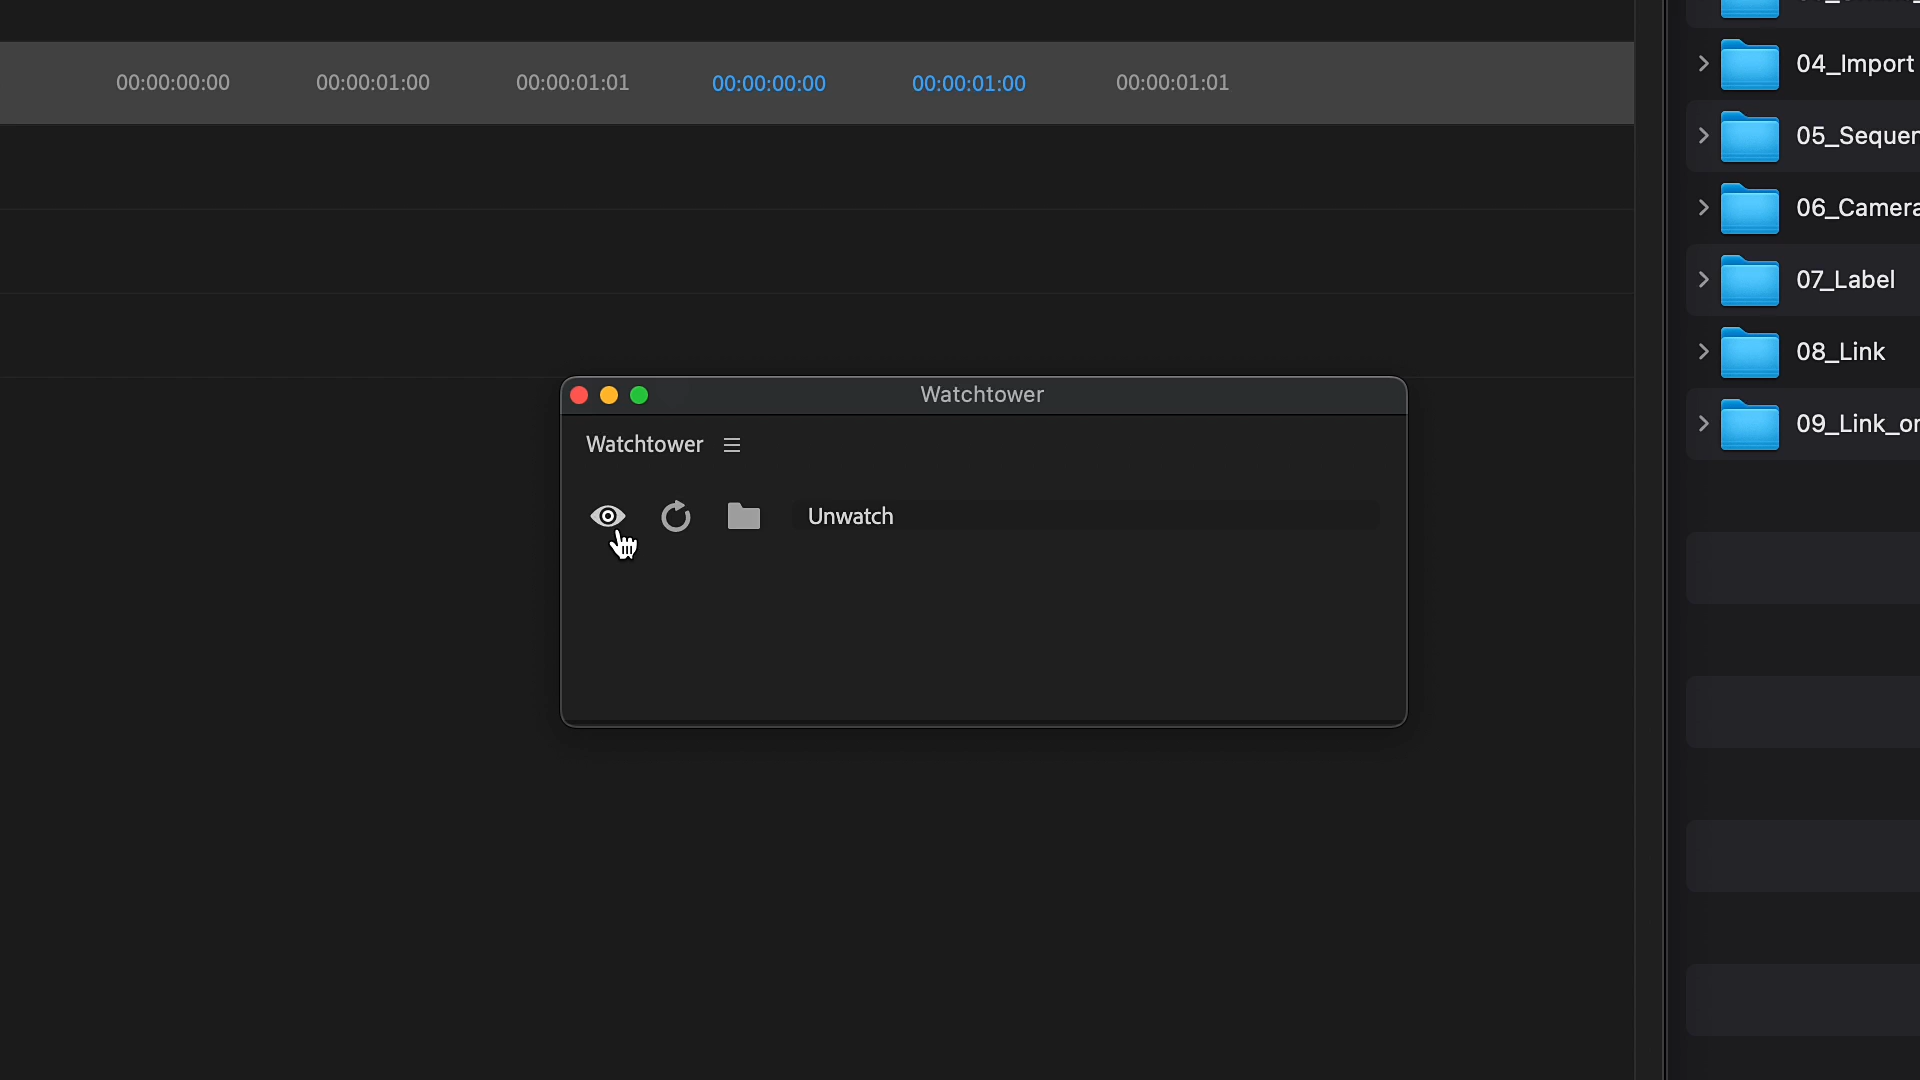 00:00:00:00 00:00:01:00 00:00:01:01 00:00:00:00 00:00:01:00 00:00:01:01
04_Import
05_Sequen
06_Camera
07_Label
08_Link
09_Link_or
Watchtower
Watchtower
Unwatch